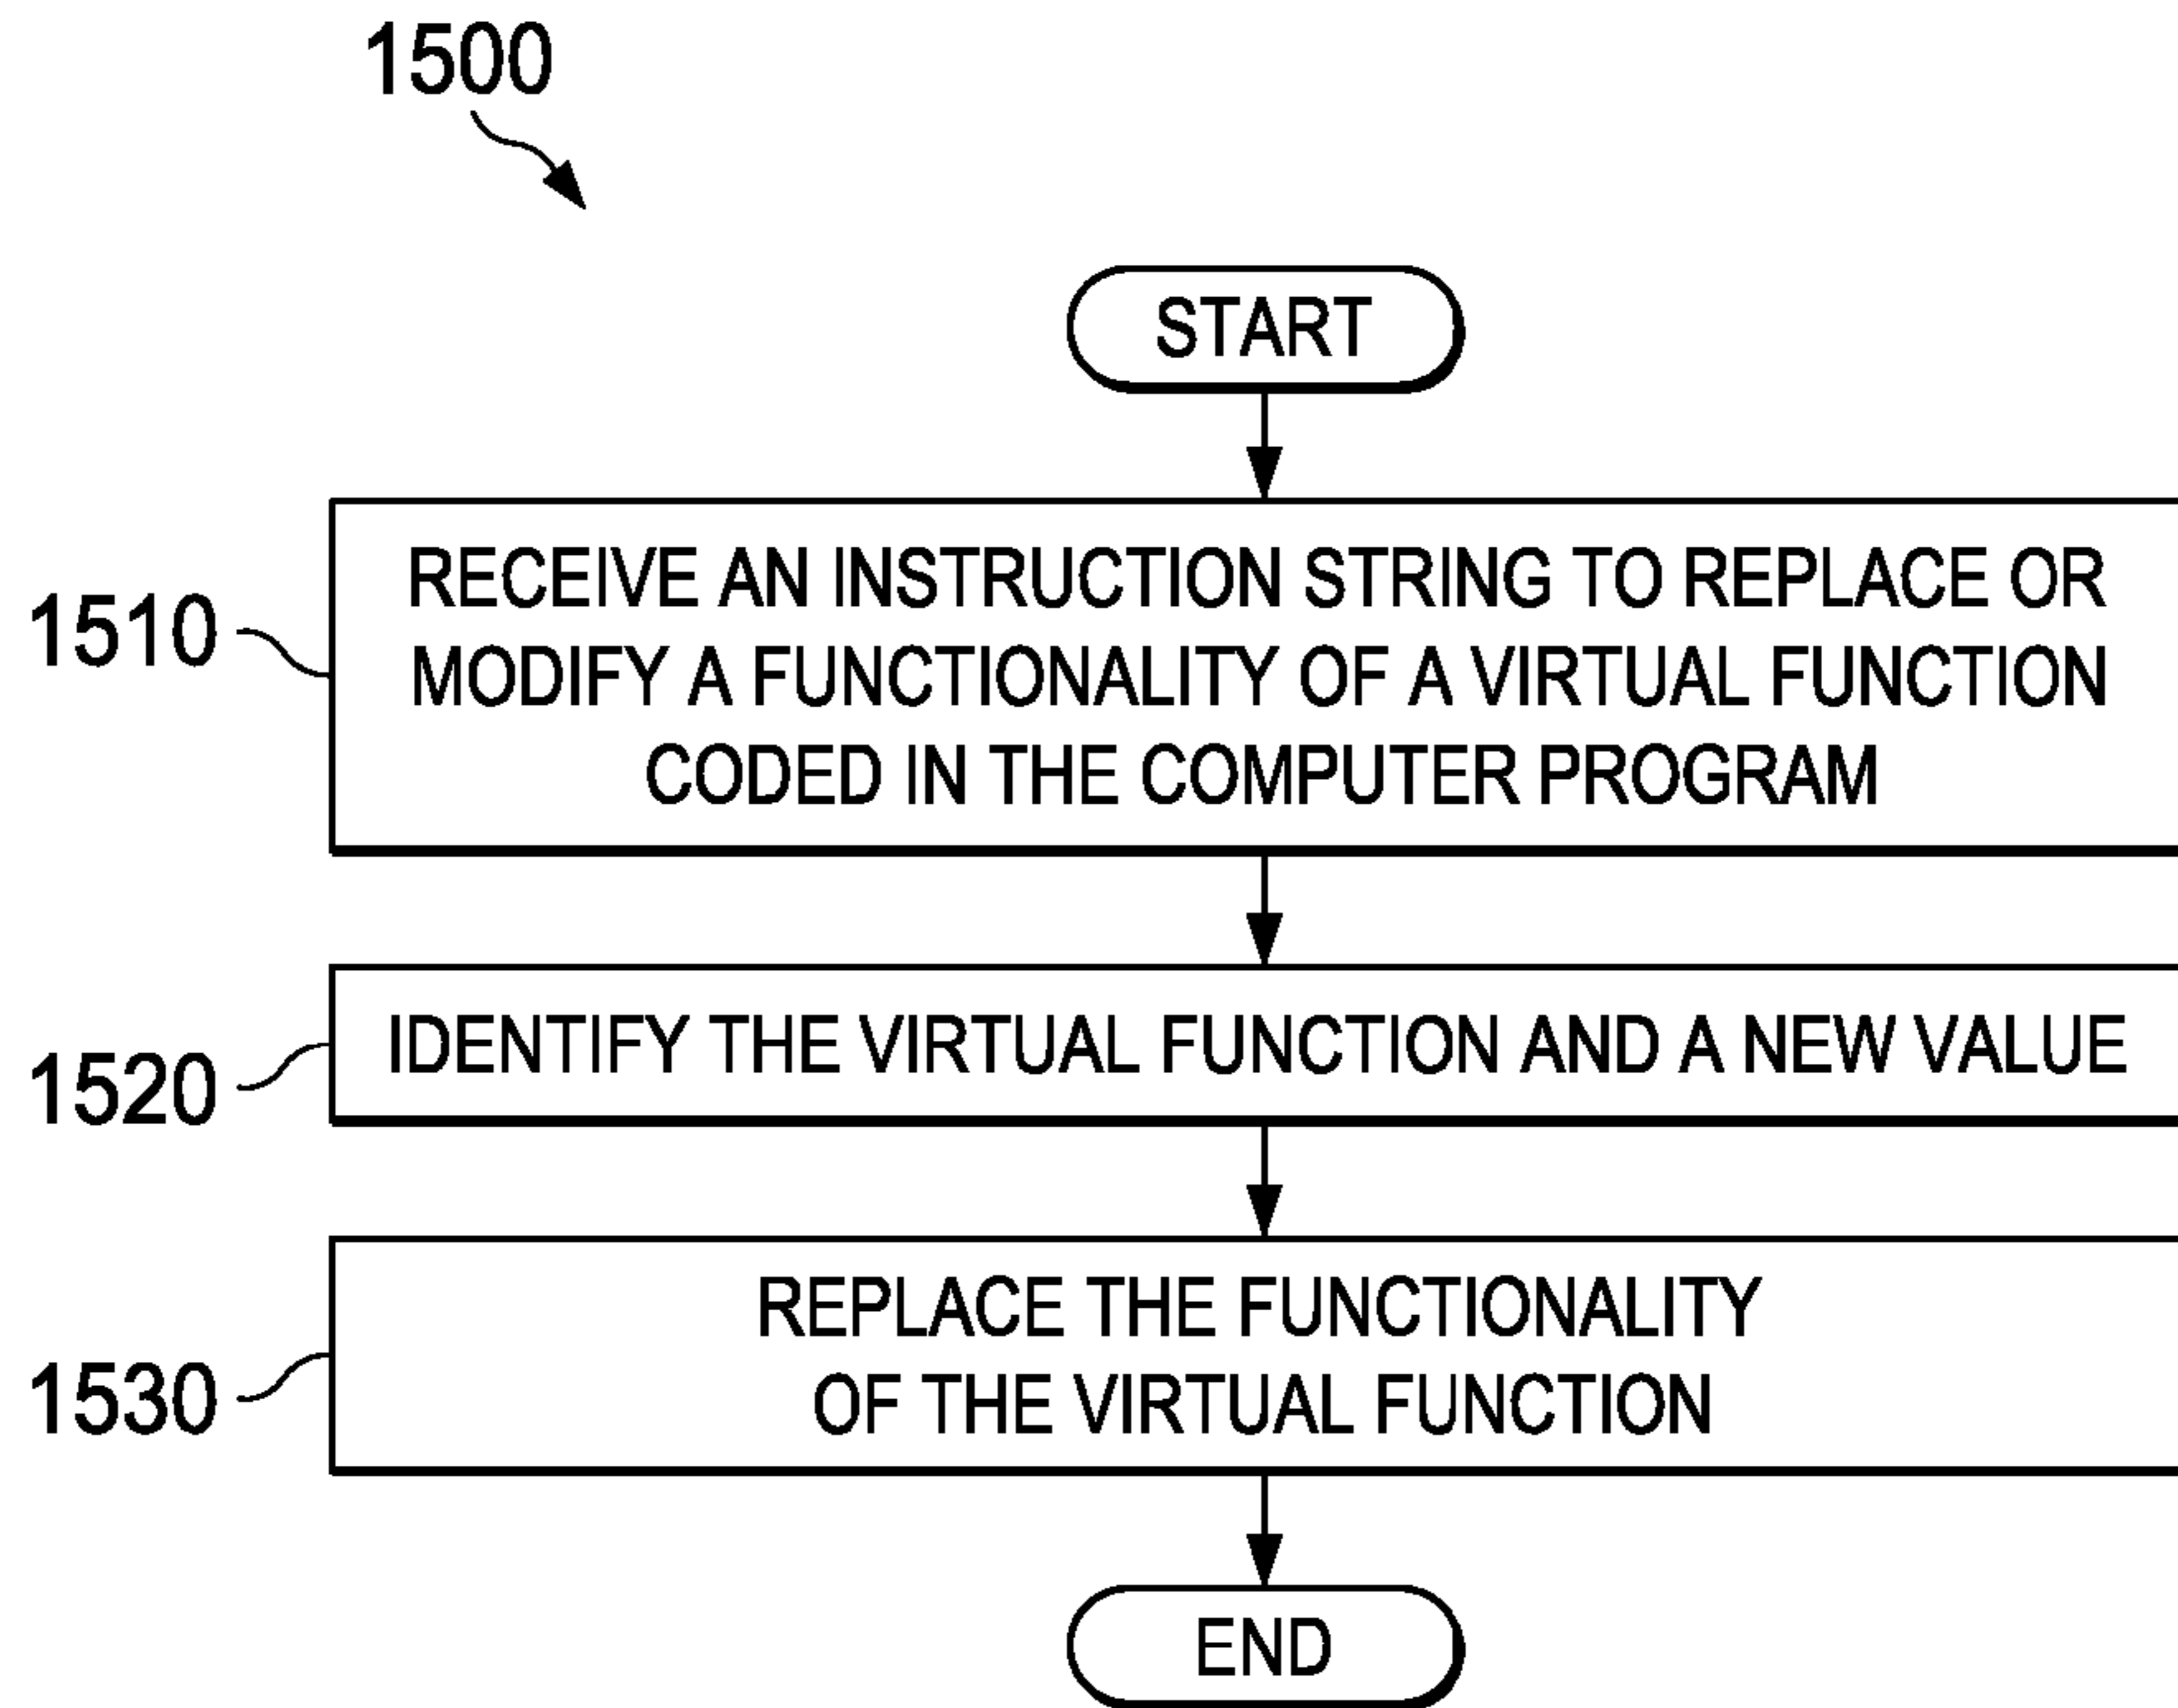 1500
START
1510
RECEIVE AN INSTRUCTION STRING TO REPLACE OR
MODIFY A FUNCTIONALITY OF A VIRTUAL FUNCTION
CODED IN THE COMPUTER PROGRAM
1520
IDENTIFY THE VIRTUAL FUNCTION AND A NEW VALUE
1530
REPLACE THE FUNCTIONALITY
OF THE VIRTUAL FUNCTION
END